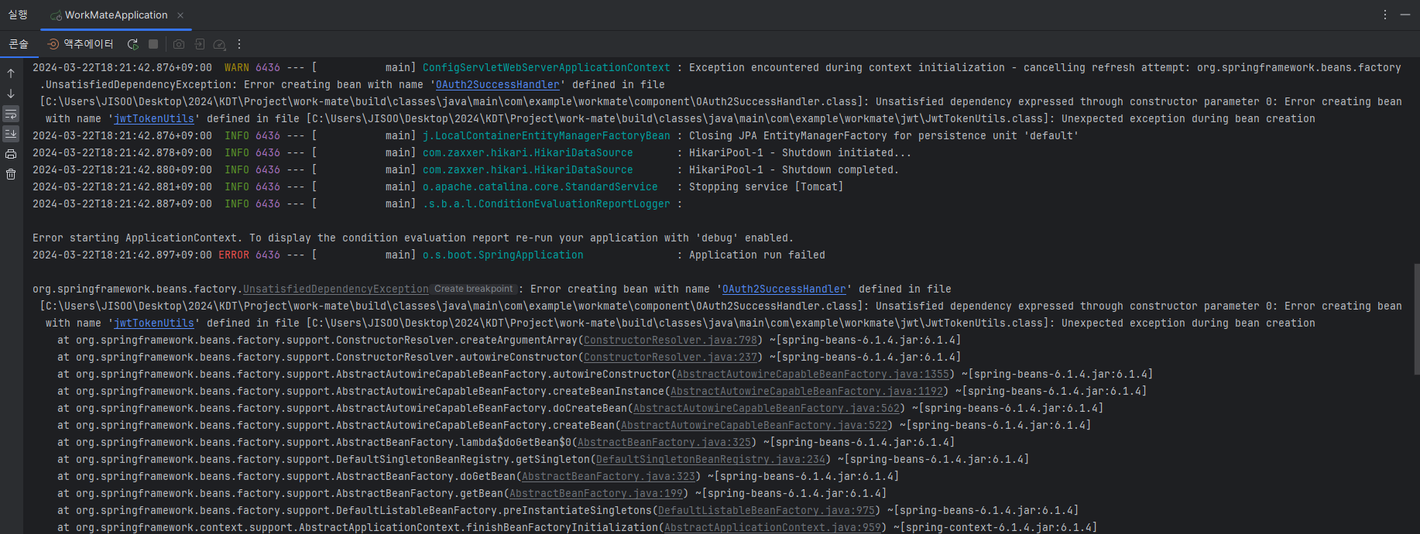 실행 WorkMateApplication ×
콘솔 액추에이터
2024-03-22T18:21:42.876+09:00  WARN 6436 --- [           main] ConfigServletWebServerApplicationContext : Exception encountered during context initialization - cancelling refresh attempt: org.springframework.beans.factory
.UnsatisfiedDependencyException: Error creating bean with name 'OAuth2SuccessHandler' defined in file
[C:\Users\JISOO\Desktop\2024\KDT\Project\work-mate\build\classes\java\main\com\example\workmate\component\OAuth2SuccessHandler.class]: Unsatisfied dependency expressed through constructor parameter 0: Error creating bean
with name 'jwtTokenUtils' defined in file [C:\Users\JISOO\Desktop\2024\KDT\Project\work-mate\build\classes\java\main\com\example\workmate\jwt\JwtTokenUtils.class]: Unexpected exception during bean creation
2024-03-22T18:21:42.876+09:00  INFO 6436 --- [           main] j.LocalContainerEntityManagerFactoryBean : Closing JPA EntityManagerFactory for persistence unit 'default'
2024-03-22T18:21:42.878+09:00  INFO 6436 --- [           main] com.zaxxer.hikari.HikariDataSource       : HikariPool-1 - Shutdown initiated...
2024-03-22T18:21:42.880+09:00  INFO 6436 --- [           main] com.zaxxer.hikari.HikariDataSource       : HikariPool-1 - Shutdown completed.
2024-03-22T18:21:42.881+09:00  INFO 6436 --- [           main] o.apache.catalina.core.StandardService   : Stopping service [Tomcat]
2024-03-22T18:21:42.887+09:00  INFO 6436 --- [           main] .s.b.a.l.ConditionEvaluationReportLogger :
Error starting ApplicationContext. To display the condition evaluation report re-run your application with 'debug' enabled.
2024-03-22T18:21:42.897+09:00 ERROR 6436 --- [           main] o.s.boot.SpringApplication               : Application run failed
org.springframework.beans.factory.UnsatisfiedDependencyException Create breakpoint : Error creating bean with name 'OAuth2SuccessHandler' defined in file
[C:\Users\JISOO\Desktop\2024\KDT\Project\work-mate\build\classes\java\main\com\example\workmate\component\OAuth2SuccessHandler.class]: Unsatisfied dependency expressed through constructor parameter 0: Error creating bean
with name 'jwtTokenUtils' defined in file [C:\Users\JISOO\Desktop\2024\KDT\Project\work-mate\build\classes\java\main\com\example\workmate\jwt\JwtTokenUtils.class]: Unexpected exception during bean creation
at org.springframework.beans.factory.support.ConstructorResolver.createArgumentArray(ConstructorResolver.java:798) ~[spring-beans-6.1.4.jar:6.1.4]
at org.springframework.beans.factory.support.ConstructorResolver.autowireConstructor(ConstructorResolver.java:237) ~[spring-beans-6.1.4.jar:6.1.4]
at org.springframework.beans.factory.support.AbstractAutowireCapableBeanFactory.autowireConstructor(AbstractAutowireCapableBeanFactory.java:1355) ~[spring-beans-6.1.4.jar:6.1.4]
at org.springframework.beans.factory.support.AbstractAutowireCapableBeanFactory.createBeanInstance(AbstractAutowireCapableBeanFactory.java:1192) ~[spring-beans-6.1.4.jar:6.1.4]
at org.springframework.beans.factory.support.AbstractAutowireCapableBeanFactory.doCreateBean(AbstractAutowireCapableBeanFactory.java:562) ~[spring-beans-6.1.4.jar:6.1.4]
at org.springframework.beans.factory.support.AbstractAutowireCapableBeanFactory.createBean(AbstractAutowireCapableBeanFactory.java:522) ~[spring-beans-6.1.4.jar:6.1.4]
at org.springframework.beans.factory.support.AbstractBeanFactory.lambda$doGetBean$0(AbstractBeanFactory.java:325) ~[spring-beans-6.1.4.jar:6.1.4]
at org.springframework.beans.factory.support.DefaultSingletonBeanRegistry.getSingleton(DefaultSingletonBeanRegistry.java:234) ~[spring-beans-6.1.4.jar:6.1.4]
at org.springframework.beans.factory.support.AbstractBeanFactory.doGetBean(AbstractBeanFactory.java:323) ~[spring-beans-6.1.4.jar:6.1.4]
at org.springframework.beans.factory.support.AbstractBeanFactory.getBean(AbstractBeanFactory.java:199) ~[spring-beans-6.1.4.jar:6.1.4]
at org.springframework.beans.factory.support.DefaultListableBeanFactory.preInstantiateSingletons(DefaultListableBeanFactory.java:975) ~[spring-beans-6.1.4.jar:6.1.4]
at org.springframework.context.support.AbstractApplicationContext.finishBeanFactoryInitialization(AbstractApplicationContext.java:959) ~[spring-context-6.1.4.jar:6.1.4]